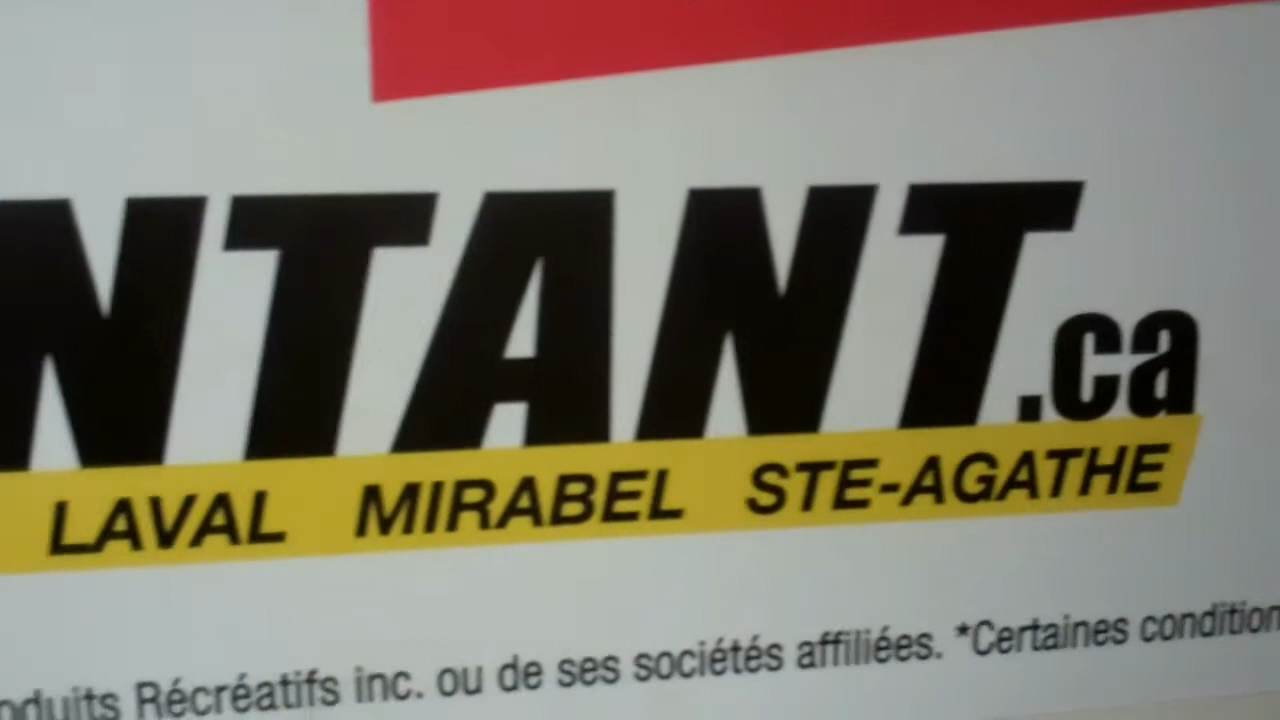 NTANT.ca
LAVAL MIRABEL STE-AGATHE
oduits Récréatifs inc. ou de ses sociétés affiliées. *Certaines condition